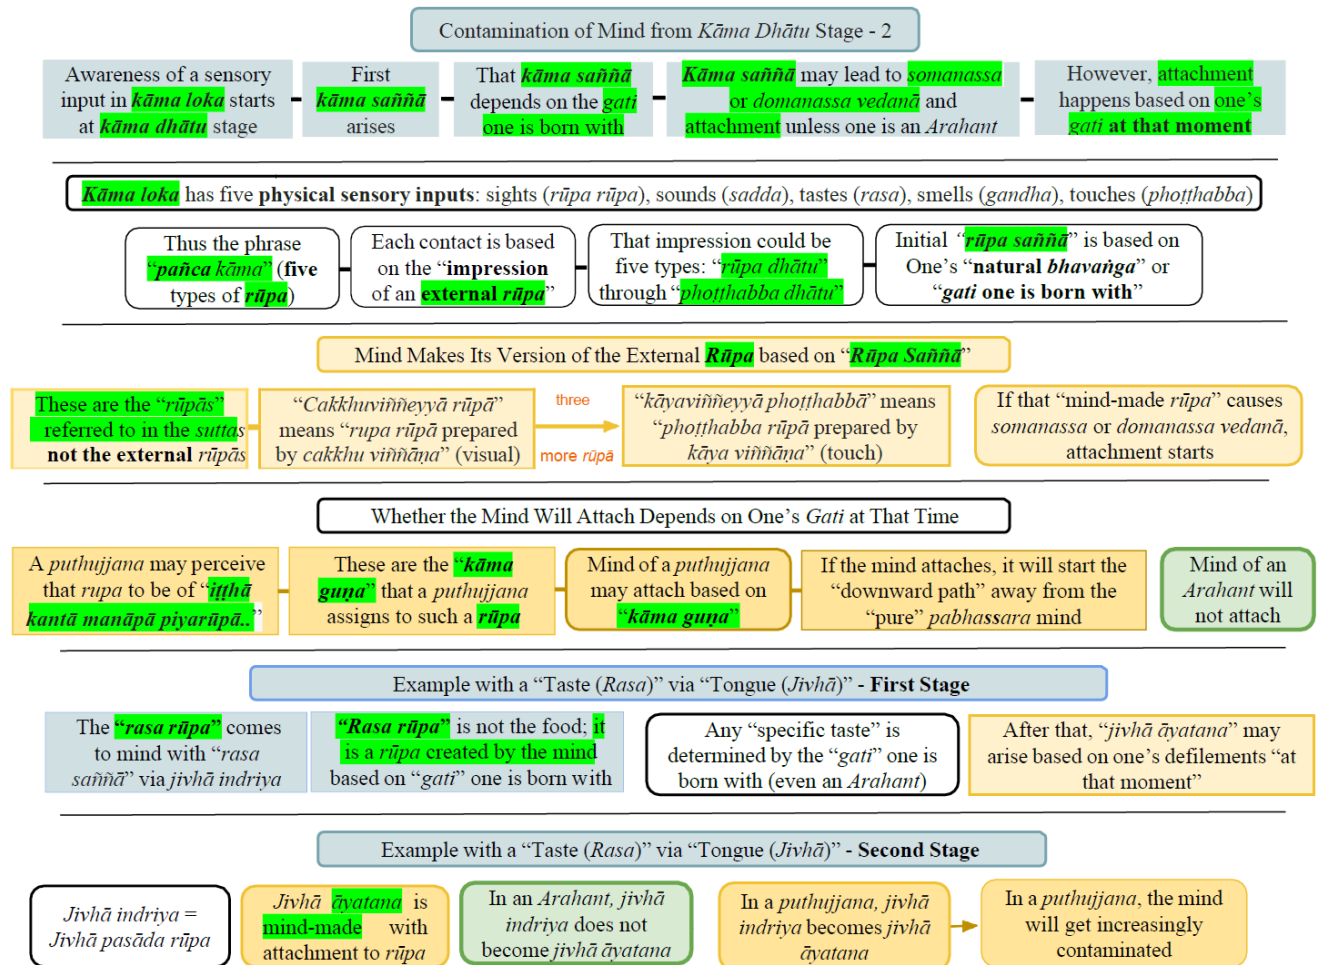 Contamination of Mind from Kāma Dhātu Stage - 2
Awareness of a sensory
input in kāma loka starts
at kāma dhātu stage
First
kāma saññā
arises
That kāma saññā
depends on the gati
one is born with
Kāma saññā may lead to somanassa
or domanassa vedanā and
attachment unless one is an Arahant
However, attachment
happens based on one's
gati at that moment
Kāma loka has five physical sensory inputs: sights (rūpa rūpa), sounds (sadda), tastes (rasa), smells (gandha), touches (phoṭṭhabba)
Thus the phrase
“pañca kāma” (five
types of rūpa)
Each contact is based
on the “impression
of an external rūpa”
That impression could be
five types: “rūpa dhātu”
through “phoṭṭhabba dhātu”
Initial “rūpa saññā” is based on
One's “natural bhavaṅga” or
“gati one is born with”
Mind Makes Its Version of the External Rūpa based on “Rūpa Saññā”
These are the “rūpās”
referred to in the suttas
not the external rūpās
“Cakkhuviññeyyā rūpā”
means “rupa rūpā prepared
by cakkhu viññāṇa” (visual)
three
more rūpā
“kāyaviññeyyā phoṭṭhabbā” means
“phoṭṭhabba rūpā prepared by
kāya viññāṇa” (touch)
If that “mind-made rūpa” causes
somanassa or domanassa vedanā,
attachment starts
Whether the Mind Will Attach Depends on One's Gati at That Time
A puthujjana may perceive
that rupa to be of “iṭṭhā
kantā manāpā piyarūpā..”
These are the “kāma
guṇa” that a puthujjana
assigns to such a rūpa
Mind of a puthujjana
may attach based on
“kāma guṇa”
If the mind attaches, it will start the
“downward path” away from the
“pure” pabhassara mind
Mind of an
Arahant will
not attach
Example with a “Taste (Rasa)” via “Tongue (Jivhā)” - First Stage
The “rasa rūpa” comes
to mind with “rasa
saññā” via jivhā indriya
“Rasa rūpa” is not the food; it
is a rūpa created by the mind
based on “gati” one is born with
Any “specific taste” is
determined by the “gati” one is
born with (even an Arahant)
After that, “jivhā āyatana” may
arise based on one's defilements “at
that moment”
Example with a “Taste (Rasa)” via “Tongue (Jivhā)” - Second Stage
Jivhā indriya =
Jivhā pasāda rūpa
Jivhā āyatana is
mind-made with
attachment to rūpa
In an Arahant, jivhā
indriya does not
become jivhā āyatana
In a puthujjana, jivhā
indriya becomes jivhā
āyatana
In a puthujjana, the mind
will get increasingly
contaminated